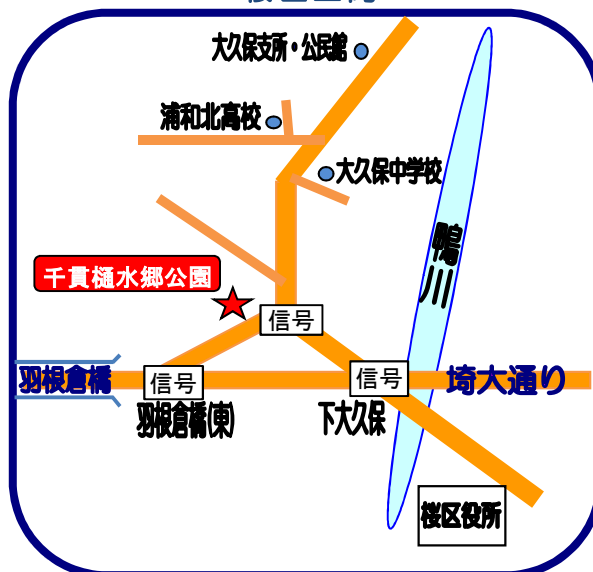 大久保支所・公民館
浦和北高校
大久保中学校
鴨川
千貫樋水郷公園
信号
羽根倉橋
信号
信号
埼大通り
羽根倉橋(東)
下大久保
桜区役所